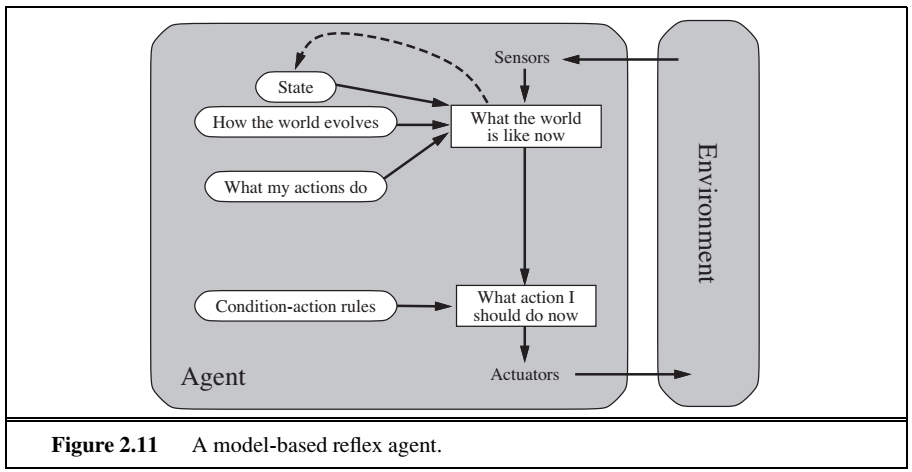 Sensors
State
How the world evolves
What the world
is like now
What my actions do
Environment
Condition-action rules
What action I
should do now
Agent
Actuators
Figure 2.11 A model-based reflex agent.